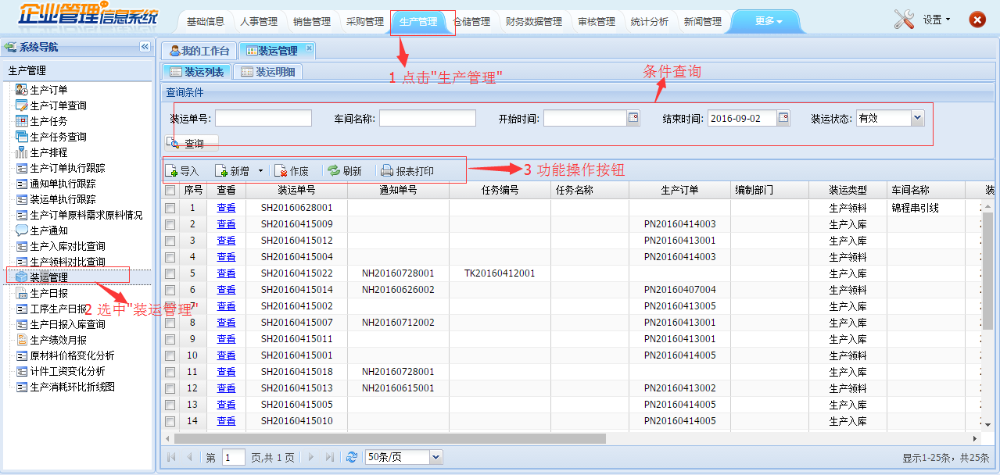 企业管理信息系统
基础信息 人事管理 销售管理 采购管理 生产管理 仓储管理 财务数据管理 审核管理 统计分析 新闻管理 更多 设置
系统导航
生产管理
生产订单
生产订单查询
生产任务
生产任务查询
生产排程
生产订单执行跟踪
通知单执行跟踪
装运单执行跟踪
生产订单原料需求原料情况
生产通知
生产入库对比查询
生产领料对比查询
装运管理
生产日报
工序生产日报
生产日报入库查询
生产绩效月报
原材料价格变化分析
计件工资变化分析
生产消耗环比折线图
2 选中"装运管理"
我的工作台 装运管理
装运列表 装运明细
1 点击"生产管理"
条件查询
查询条件
装运单号: 车间名称: 开始时间: 结束时间: 2016-09-02 装运状态: 有效
查询
导入 新增 作废 刷新 报表打印
3 功能操作按钮
序号 查看 装运单号 通知单号 任务编号 任务名称 生产订单 编制部门 装运类型 车间名称 装
1 查看 SH20160628001 生产领料 锦程串引线
2 查看 SH20160415009 PN20160414003 生产入库
3 查看 SH20160415012 PN20160413001 生产入库
4 查看 SH20160415004 PN20160414003 生产领料
5 查看 SH20160415022 NH20160728001 TK20160412001 生产入库
6 查看 SH20160415014 NH20160626002 PN20160407004 生产领料
7 查看 SH20160415002 PN20160413005 生产入库
8 查看 SH20160415007 NH20160712002 PN20160413001 生产入库
9 查看 SH20160415011 PN20160413001 生产入库
10 查看 SH20160415001 PN20160414005 生产领料
11 查看 SH20160415018 NH20160728001 生产入库
12 查看 SH20160415013 NH20160615001 PN20160413002 生产领料
13 查看 SH20160415005 PN20160414005 生产入库
14 查看 SH20160415010 PN20160414005 生产入库
第 1 页,共 1 页 50条/页 显示1-25条，共25条